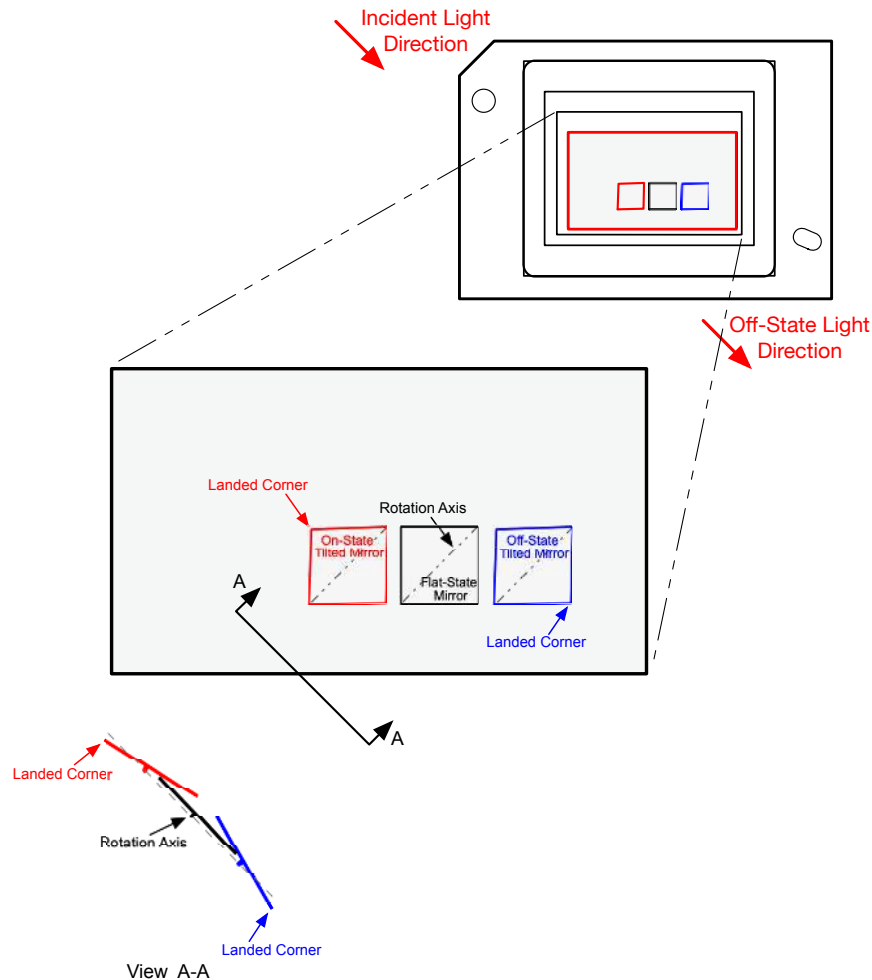 Incident Light
Direction
Off-State Light
Direction
Landed Corner
Rotation Axis
On-State
Tilted Mirror
Off-State
Tilted Mirror
Flat-State
Mirror
A
Landed Corner
A
Landed Corner
Rotation Axis
Landed Corner
View A-A